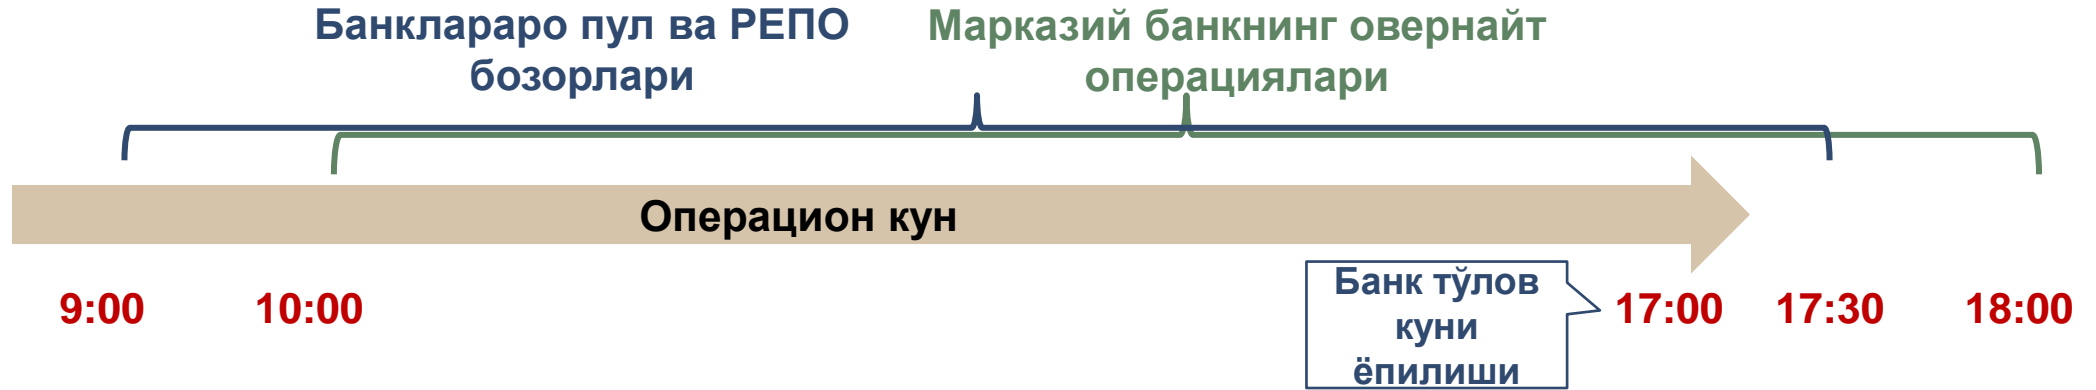 Банклараро пул ва РЕПО
бозорлари
Марказий банкнинг овернайт
операциялари
Операцион кун
9:00
10:00
Банк тўлов
куни
ёпилиши
17:00
17:30
18:00